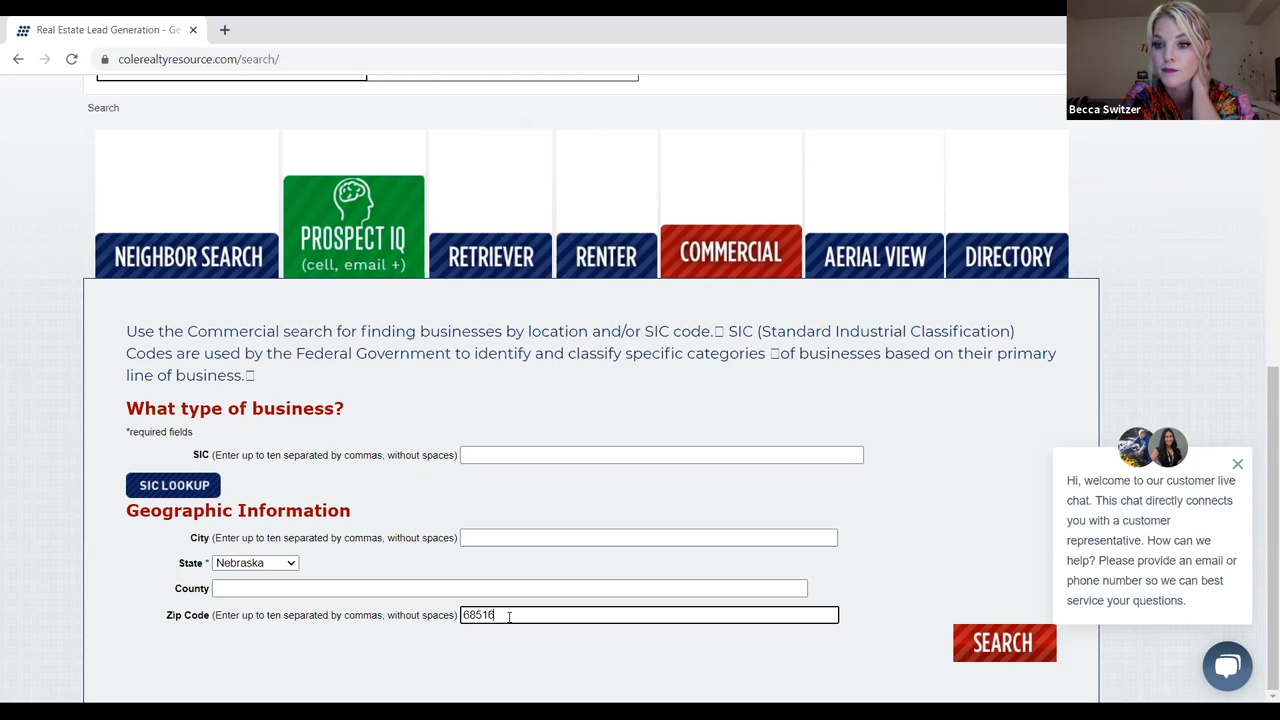 Real Estate Lead Generation - Ge
colerealtyresource.com/search/
Becca Switzer
Search
NEIGHBOR SEARCH
PROSPECT IQ
(cell, email +)
RETRIEVER
RENTER
COMMERCIAL
AERIAL VIEW
DIRECTORY
Use the Commercial search for finding businesses by location and/or SIC code. SIC (Standard Industrial Classification)
Codes are used by the Federal Government to identify and classify specific categories of businesses based on their primary
line of business.
What type of business?
*required fields
SIC (Enter up to ten separated by commas, without spaces)
SIC LOOKUP
Geographic Information
City (Enter up to ten separated by commas, without spaces)
State * Nebraska
County
Zip Code (Enter up to ten separated by commas, without spaces) 68516
SEARCH
Hi, welcome to our customer live
chat. This chat directly connects
you with a customer
representative. How can we
help? Please provide an email or
phone number so we can best
service your questions.